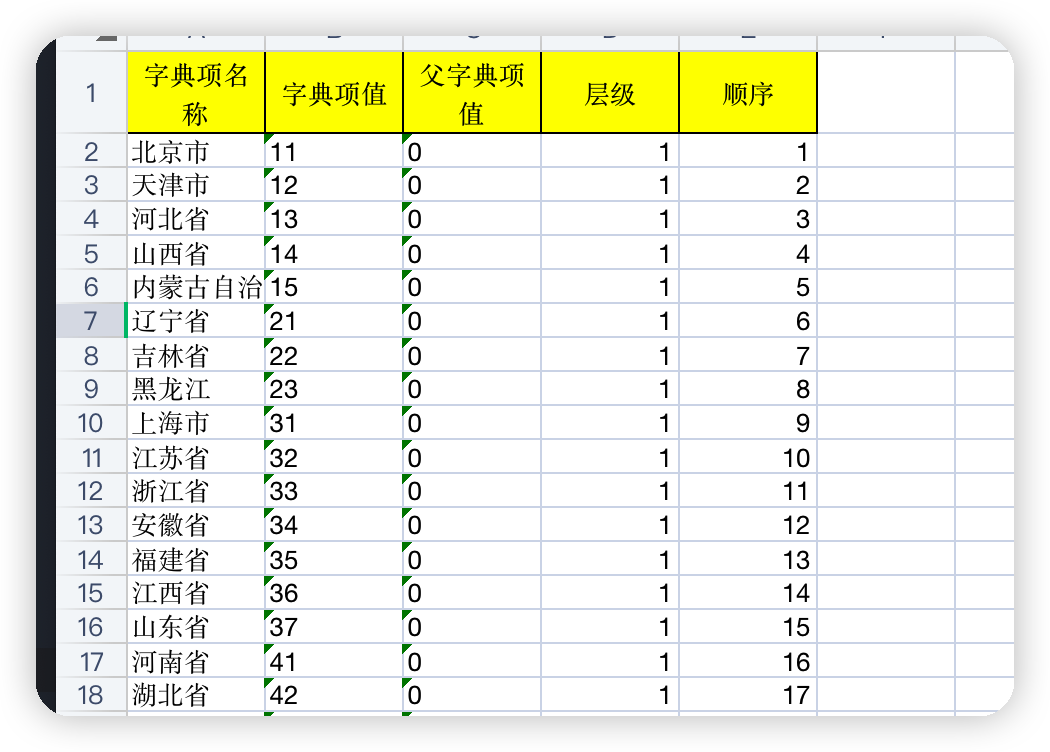 1 字典项名称 字典项值 父字典项值 层级 顺序
2 北京市 11 0 1 1
3 天津市 12 0 1 2
4 河北省 13 0 1 3
5 山西省 14 0 1 4
6 内蒙古自治 15 0 1 5
7 辽宁省 21 0 1 6
8 吉林省 22 0 1 7
9 黑龙江 23 0 1 8
10 上海市 31 0 1 9
11 江苏省 32 0 1 10
12 浙江省 33 0 1 11
13 安徽省 34 0 1 12
14 福建省 35 0 1 13
15 江西省 36 0 1 14
16 山东省 37 0 1 15
17 河南省 41 0 1 16
18 湖北省 42 0 1 17